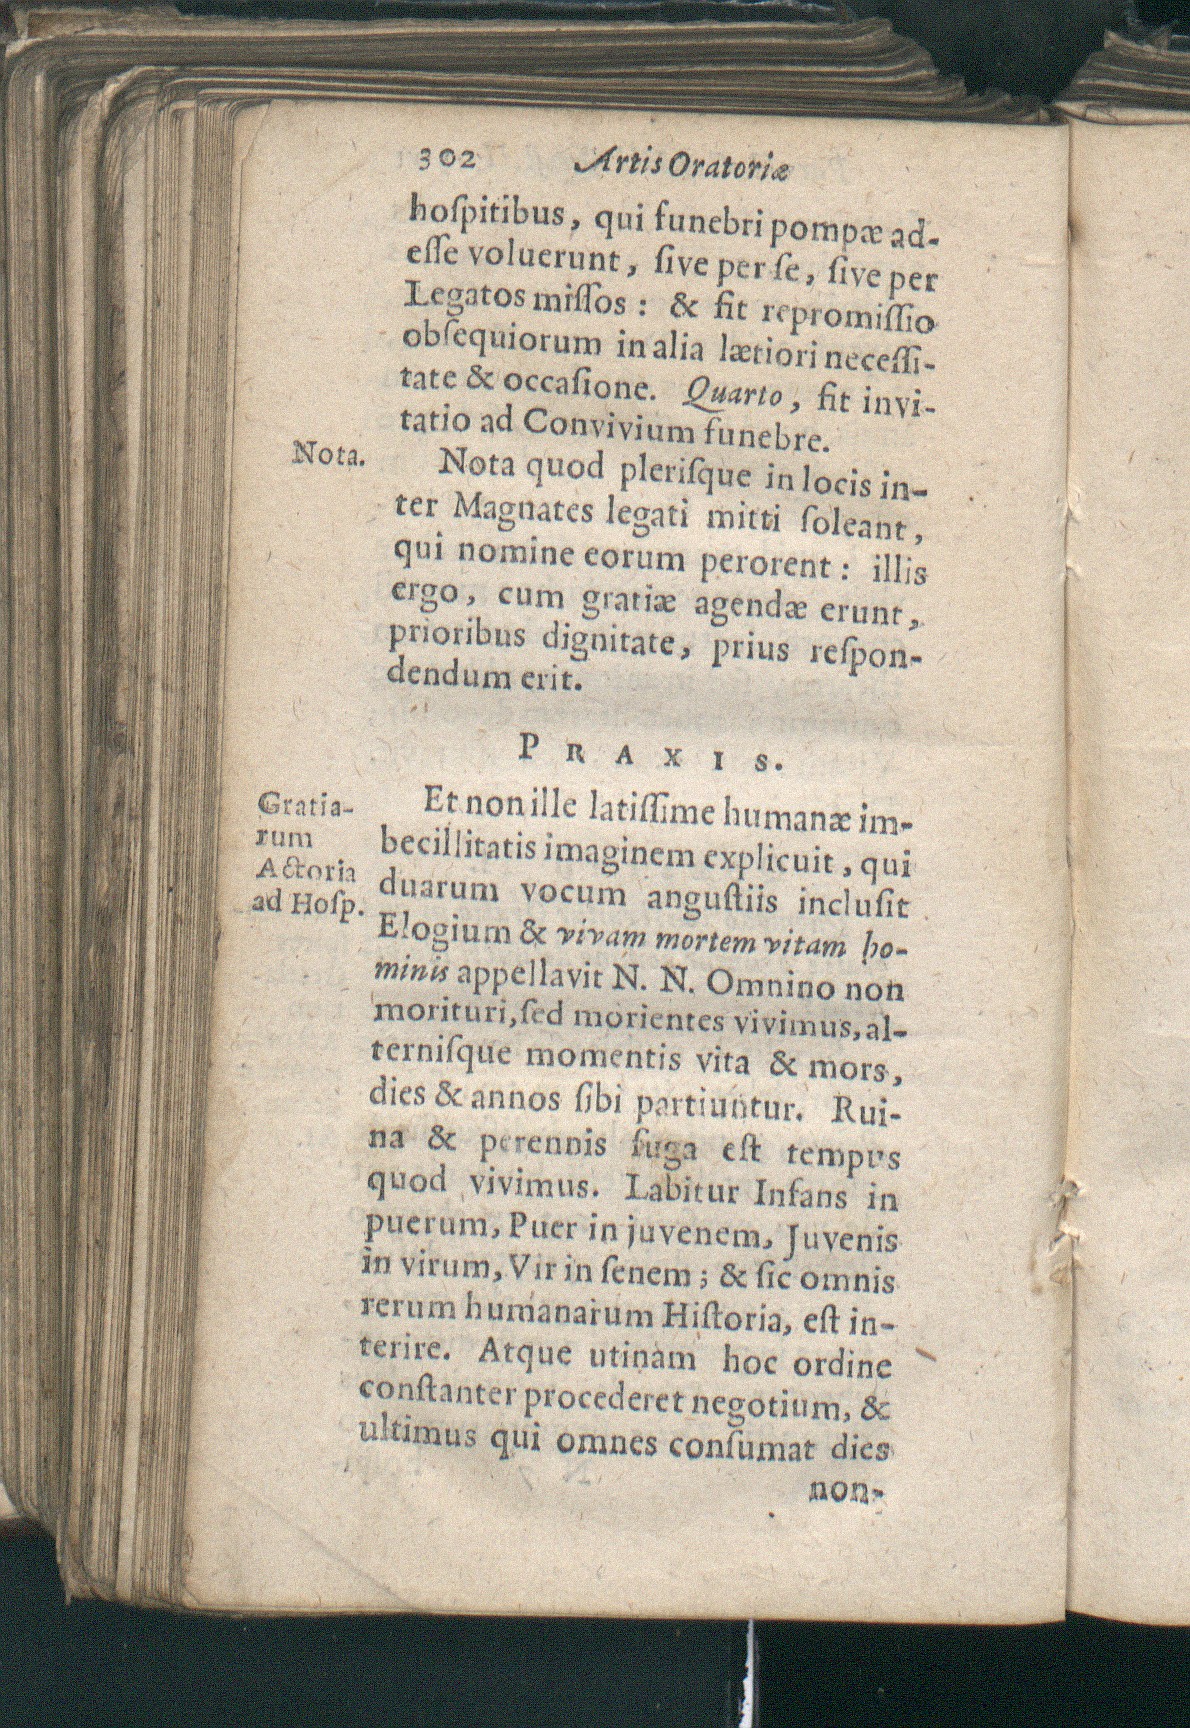 302 Artis Oratoriæ
hoſpitibus, qui funebri pompæ ad-
eſſe voluerunt, ſive per ſe, ſive per
Legatos miſſos: & fit repromiſſio
obſequiorum in alia lætiori neceſſi-
tate & occaſione. Quarto, fit invi-
tatio ad Convivium funebre.
Nota.
Nota quod pleriſque in locis in-
ter Magnates legati mitti ſoleant,
qui nomine eorum perorent: illis
ergo, cum gratiæ agendæ erunt,
prioribus dignitate, prius reſpon-
dendum erit.
PRAXIS.
Gratia-
rum
Actoria
ad Hoſp.
Et non ille latiſſime humanæ im-
becillitatis imaginem explicuit, qui
duarum vocum anguſtiis incluſit
Elogium & vivam mortem vitam ho-
minis appellavit N. N. Omnino non
morituri, ſed morientes vivimus, al-
terniſque momentis vita & mors,
dies & annos ſibi partiuntur. Rui-
na & perennis fuga eſt tempus
quod vivimus. Labitur Infans in
puerum, Puer in juvenem, Juvenis
in virum, Vir in ſenem; & ſic omnis
rerum humanarum Hiſtoria, eſt in-
terire. Atque utinam hoc ordine
conſtanter procederet negotium, &
ultimus qui omnes conſumat dies
non-